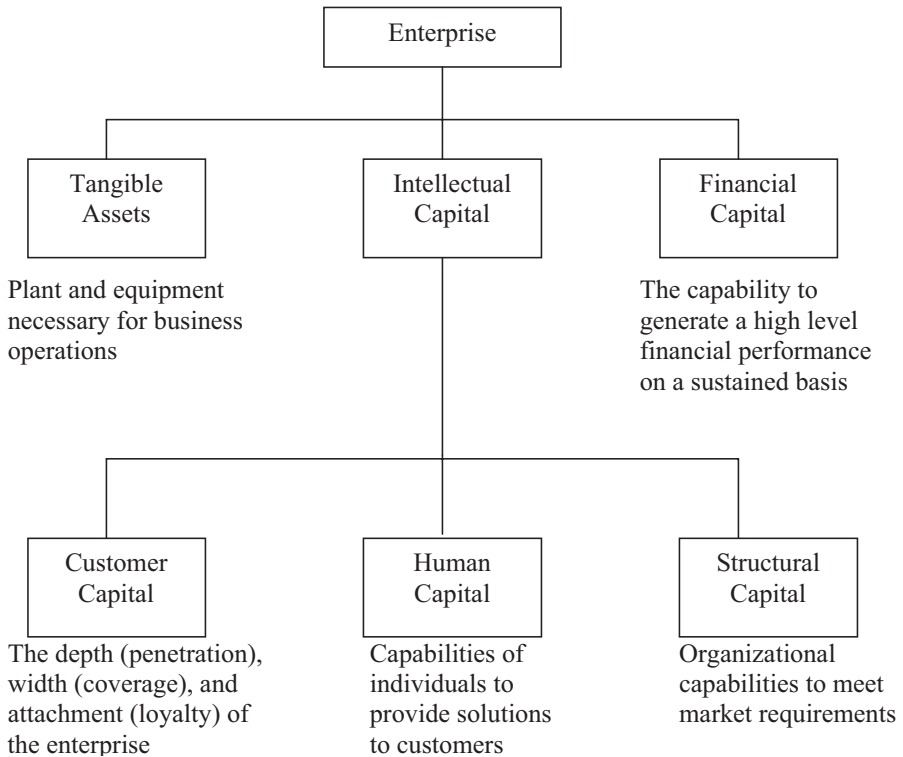 Enterprise
Tangible
Assets
Intellectual
Capital
Financial
Capital
Plant and equipment
necessary for business
operations
The capability to
generate a high level
financial performance
on a sustained basis
Customer
Capital
Human
Capital
Structural
Capital
The depth (penetration),
width (coverage), and
attachment (loyalty) of
the enterprise
Capabilities of
individuals to
provide solutions
to customers
Organizational
capabilities to meet
market requirements